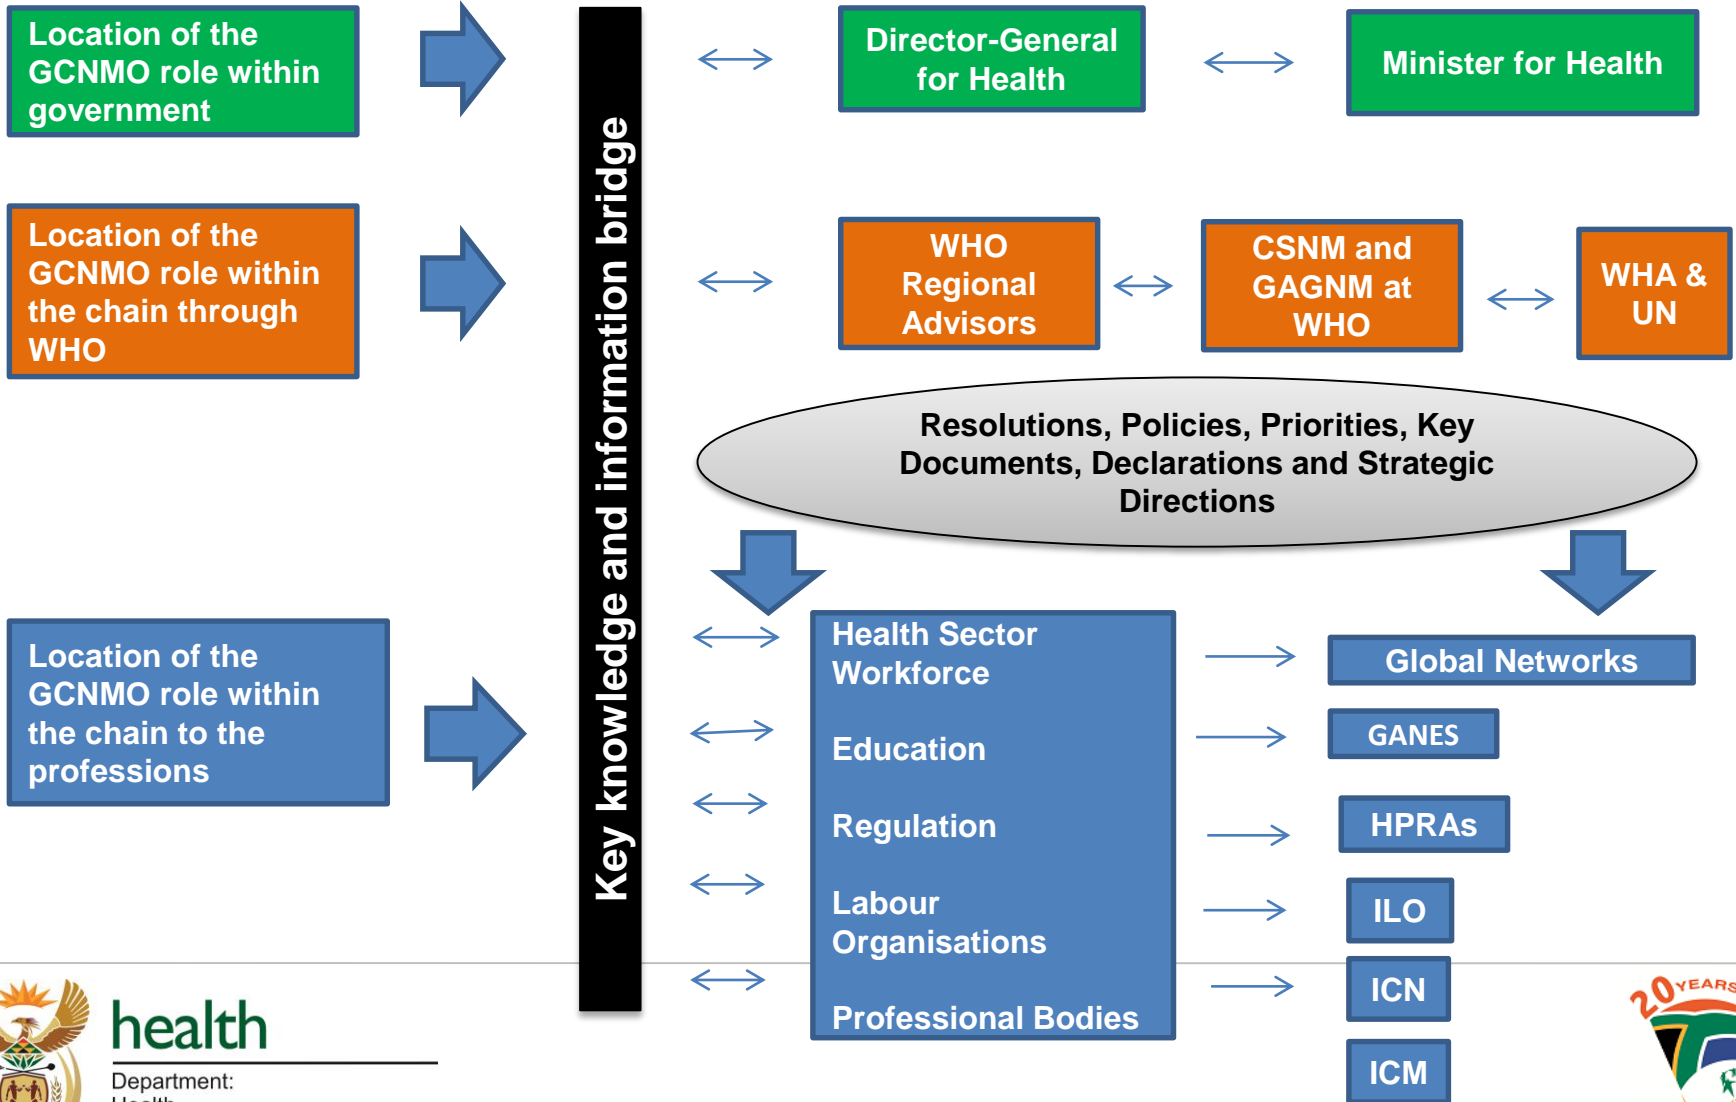 Location of the
GCNMO role within
government
Director-General
for Health
Minister for Health
Key knowledge and information bridge
Location of the
GCNMO role within
the chain through
WHO
WHO
Regional
Advisors
CSNM and
GAGNM at
WHO
WHA &
UN
Resolutions, Policies, Priorities, Key
Documents, Declarations and Strategic
Directions
Location of the
GCNMO role within
the chain to the
professions
Health Sector
Workforce
Education
Regulation
Labour
Organisations
Professional Bodies
Global Networks
GANES
HPRAs
ILO
ICN
ICM
health
Department:
Health
20 YEARS